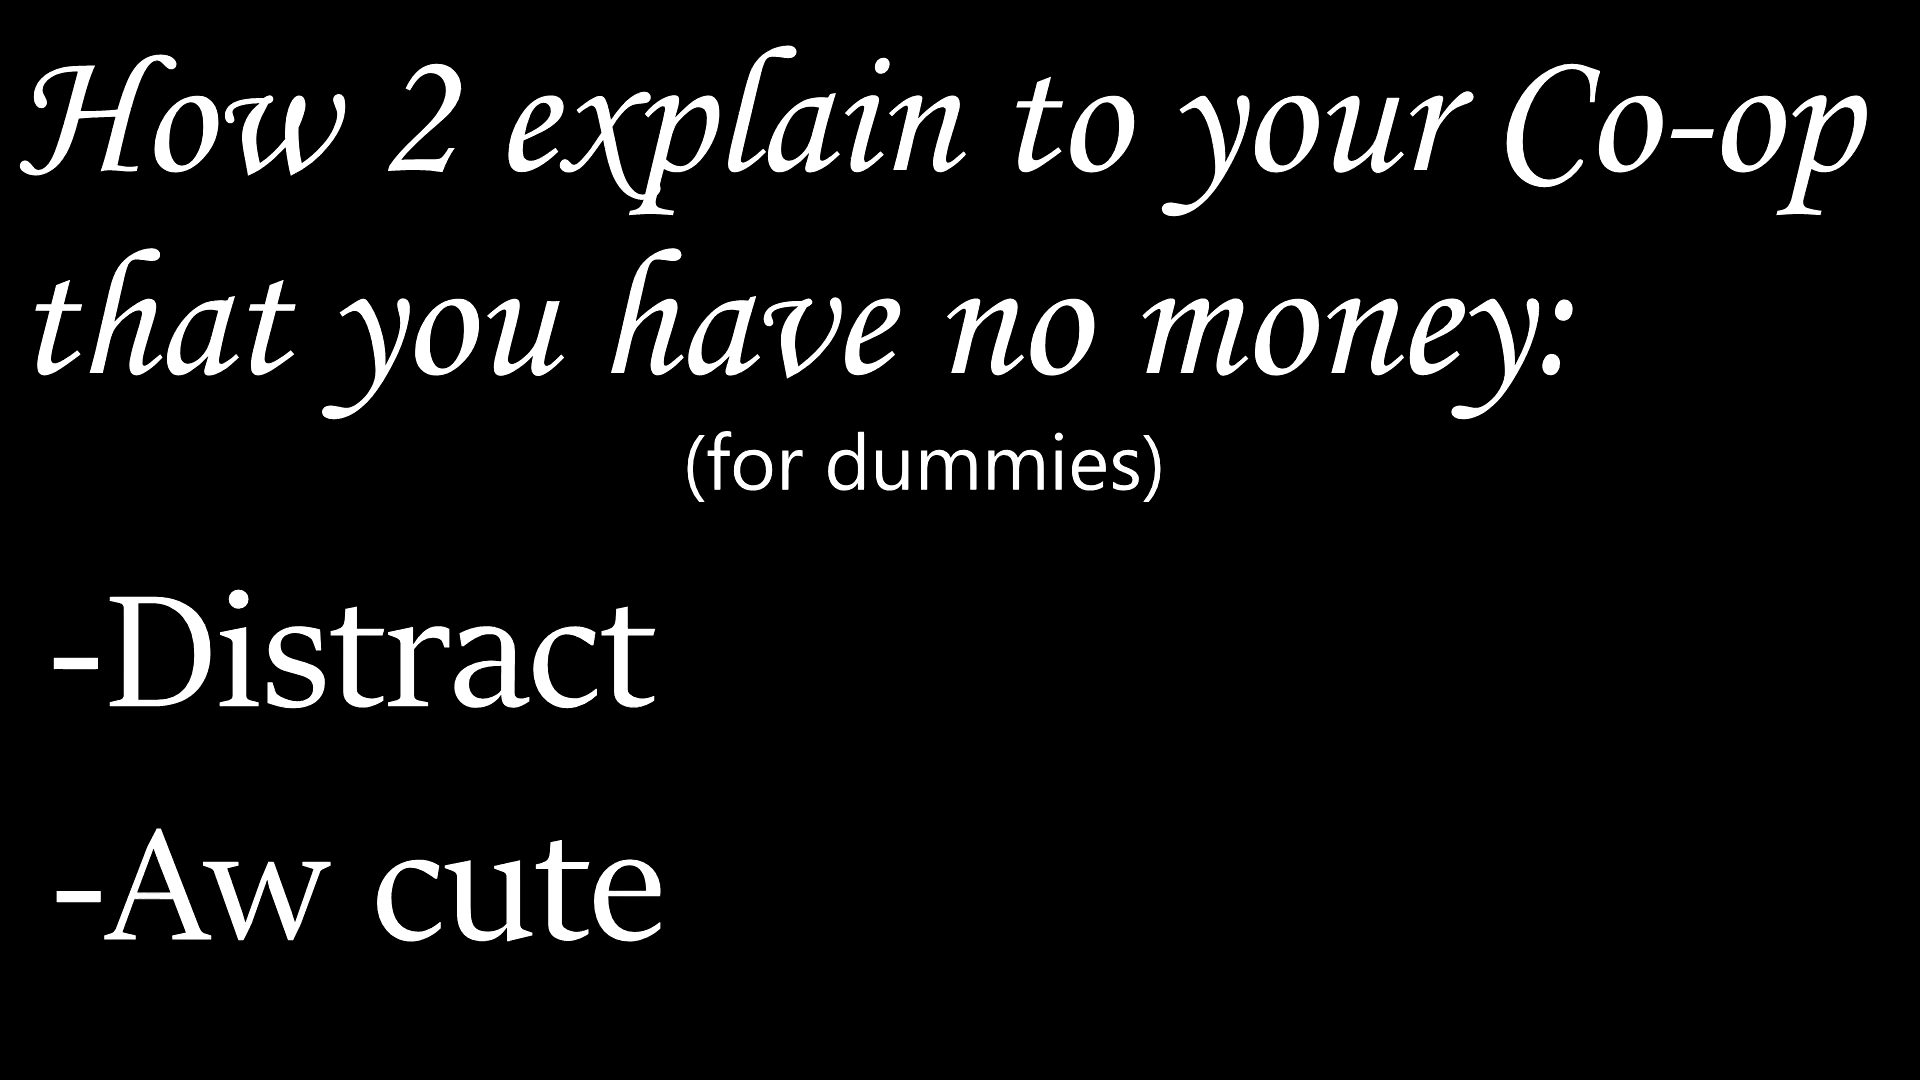 How 2 explain to your Co-op
that you have no money:
(for dummies)
-Distract
-Aw cute